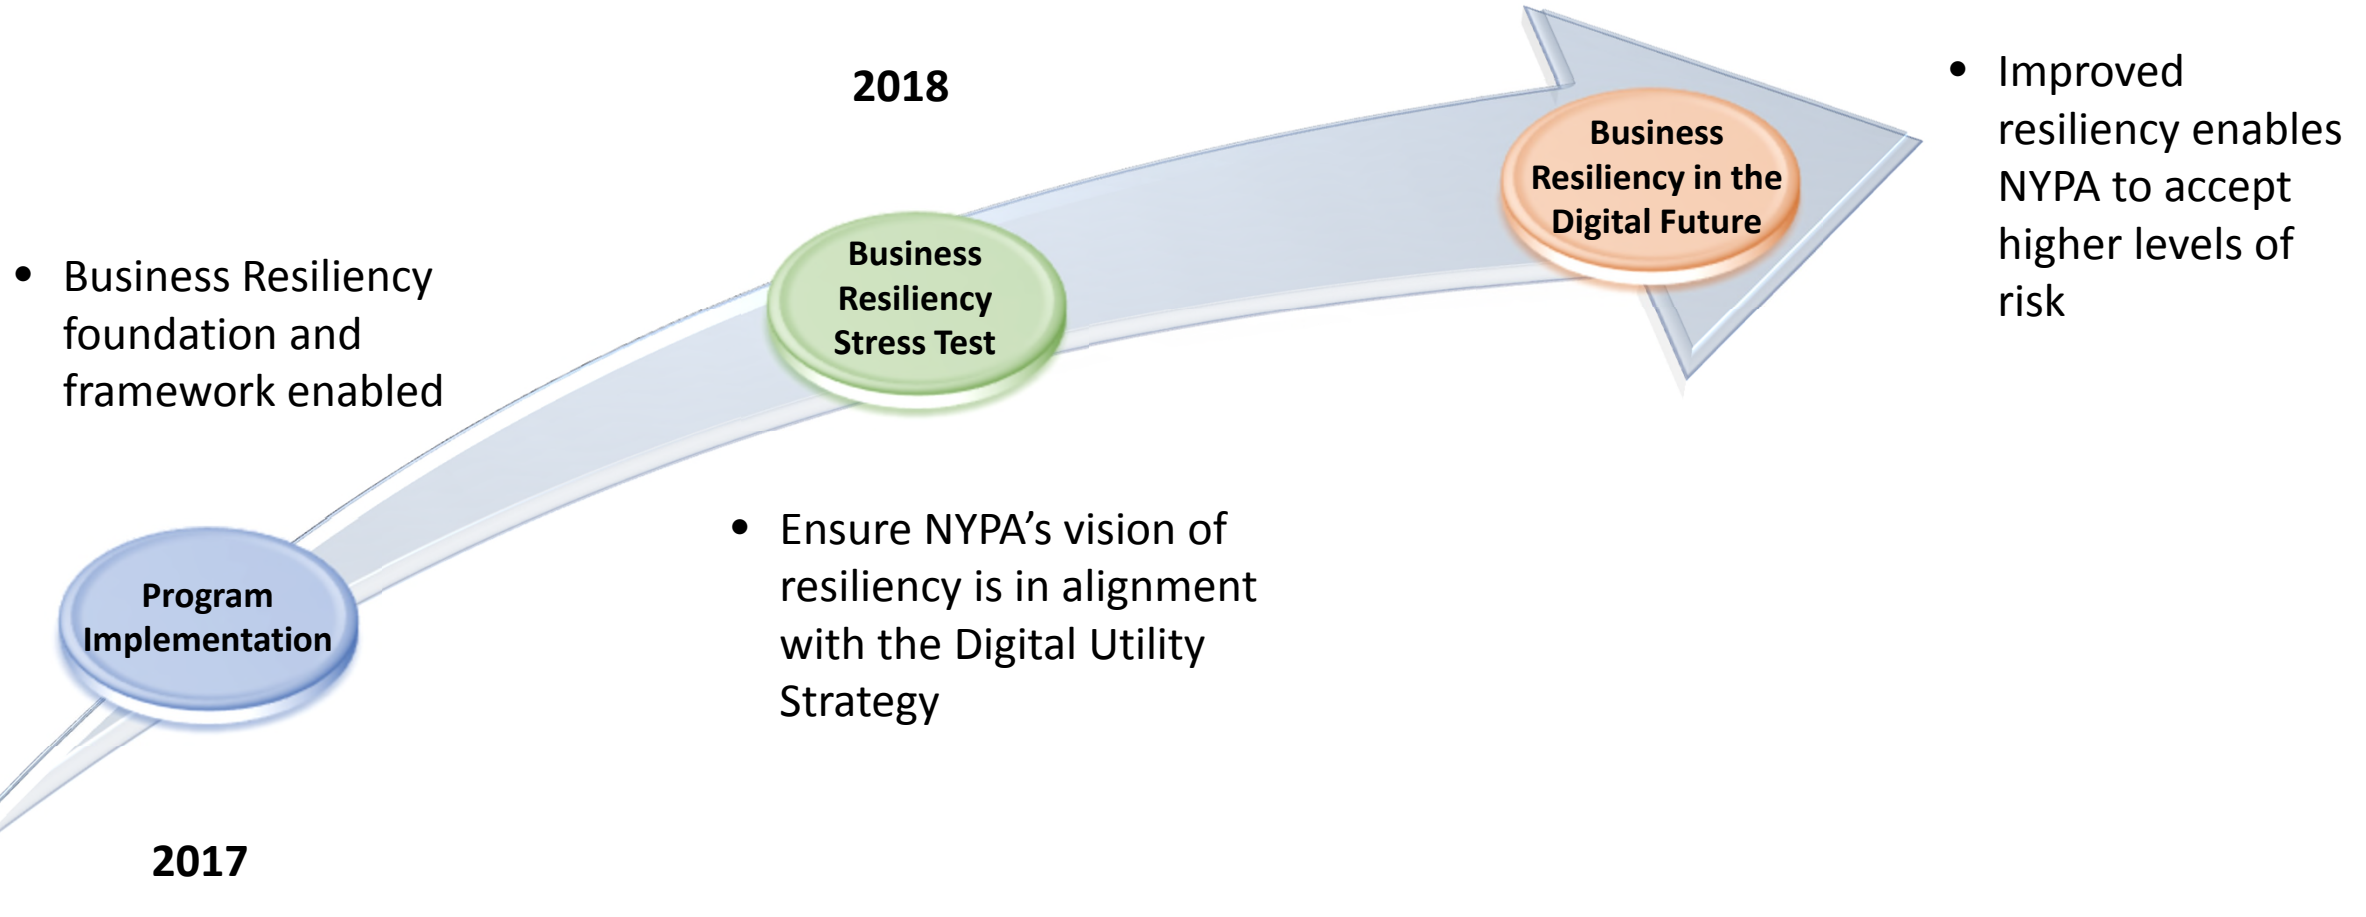 2018
• Improved
resiliency enables
NYPA to accept
higher levels of
risk
Business
Resiliency in the
Digital Future
Business
Resiliency
Stress Test
• Business Resiliency
foundation and
framework enabled
• Ensure NYPA’s vision of
resiliency is in alignment
with the Digital Utility
Strategy
Program
Implementation
2017